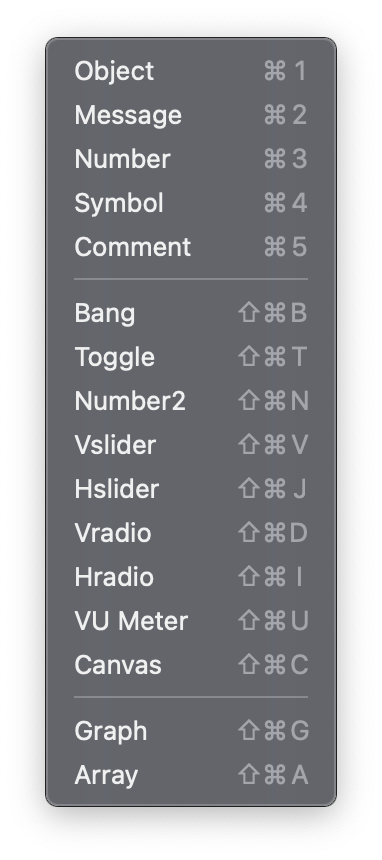 Object ⌘ 1
Message ⌘ 2
Number ⌘ 3
Symbol ⌘ 4
Comment ⌘ 5
Bang ⇧⌘ B
Toggle ⇧⌘ T
Number2 ⇧⌘ N
Vslider ⇧⌘ V
Hslider ⇧⌘ J
Vradio ⇧⌘ D
Hradio ⇧⌘ I
VU Meter ⇧⌘ U
Canvas ⇧⌘ C
Graph ⇧⌘ G
Array ⇧⌘ A